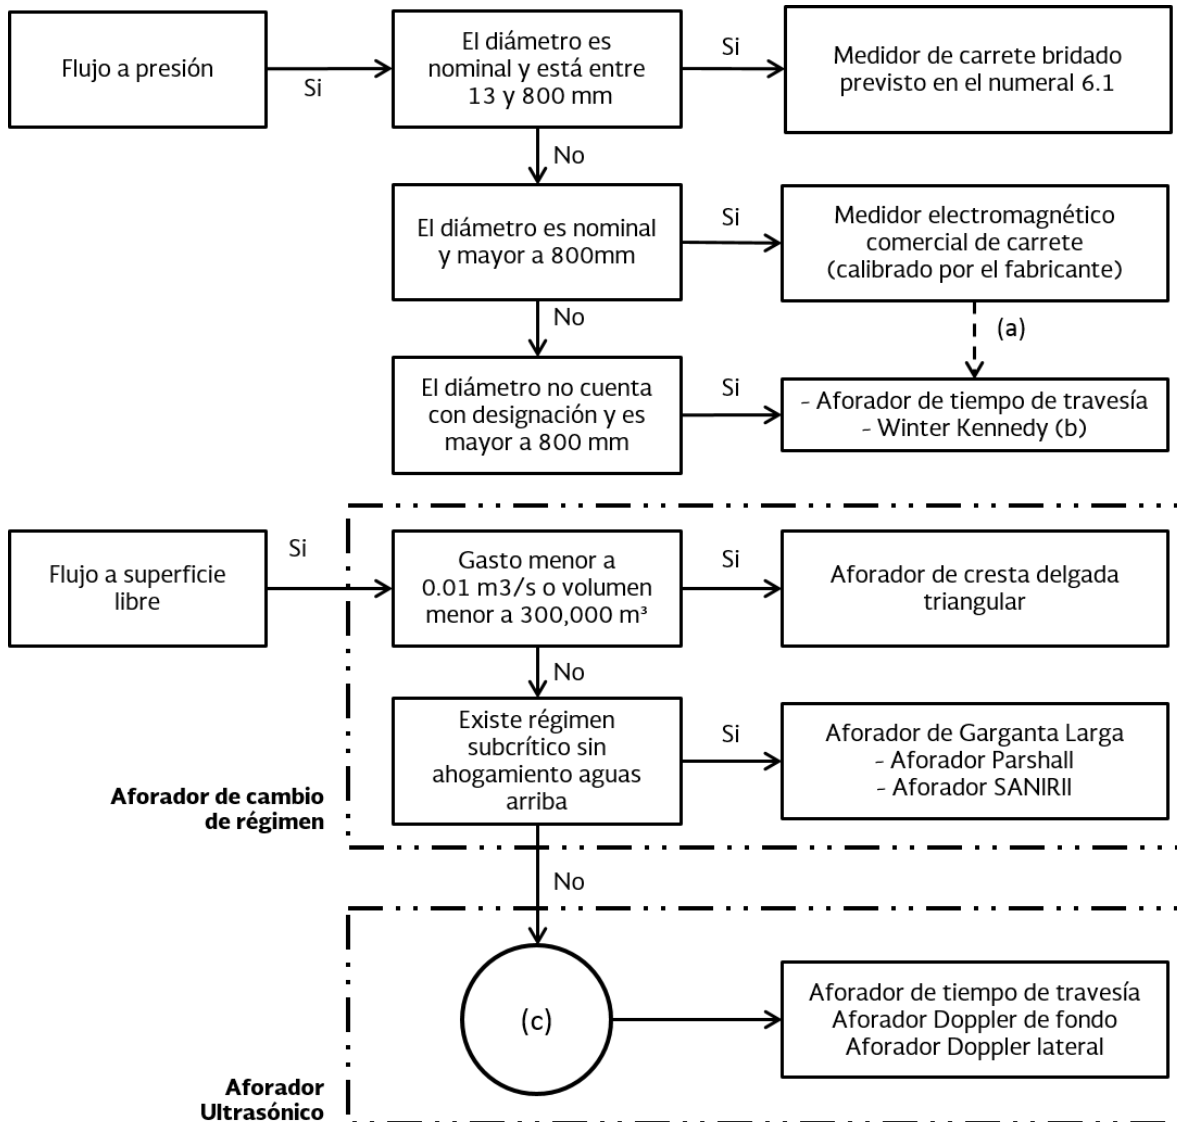 Flujo a presión
Si
El diámetro es
nominal y está entre
13 y 800 mm
Si
Medidor de carrete bridado
previsto en el numeral 6.1
No
El diámetro es nominal
y mayor a 800mm
Si
Medidor electromagnético
comercial de carrete
(calibrado por el fabricante)
No
(a)
El diámetro no cuenta
con designación y es
mayor a 800 mm
Si
- Aforador de tiempo de travesía
- Winter Kennedy (b)
Flujo a superficie
libre
Si
Gasto menor a
0.01 m3/s o volumen
menor a 300,000 m³
Si
Aforador de cresta delgada
triangular
No
Existe régimen
subcrítico sin
ahogamiento aguas
arriba
Si
Aforador de Garganta Larga
- Aforador Parshall
- Aforador SANIRII
Aforador de cambio
de régimen
No
(c)
Aforador de tiempo de travesía
Aforador Doppler de fondo
Aforador Doppler lateral
Aforador
Ultrasónico